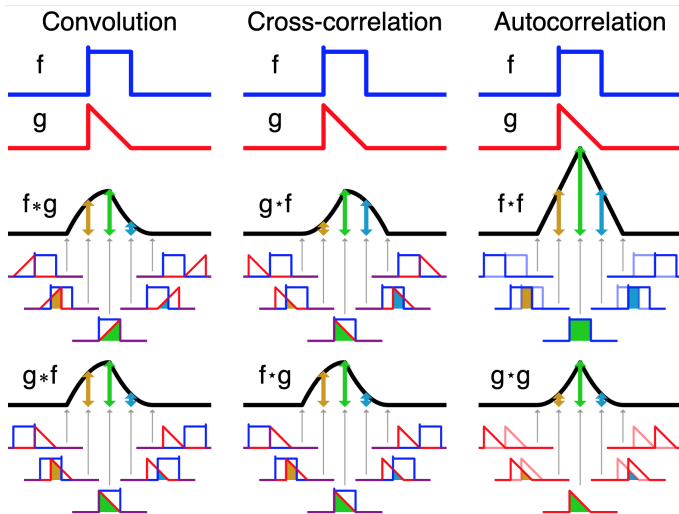 Convolution Cross-correlation Autocorrelation
f f f
g g g
f∗g g⋆f f⋆f
g∗f f⋆g g⋆g